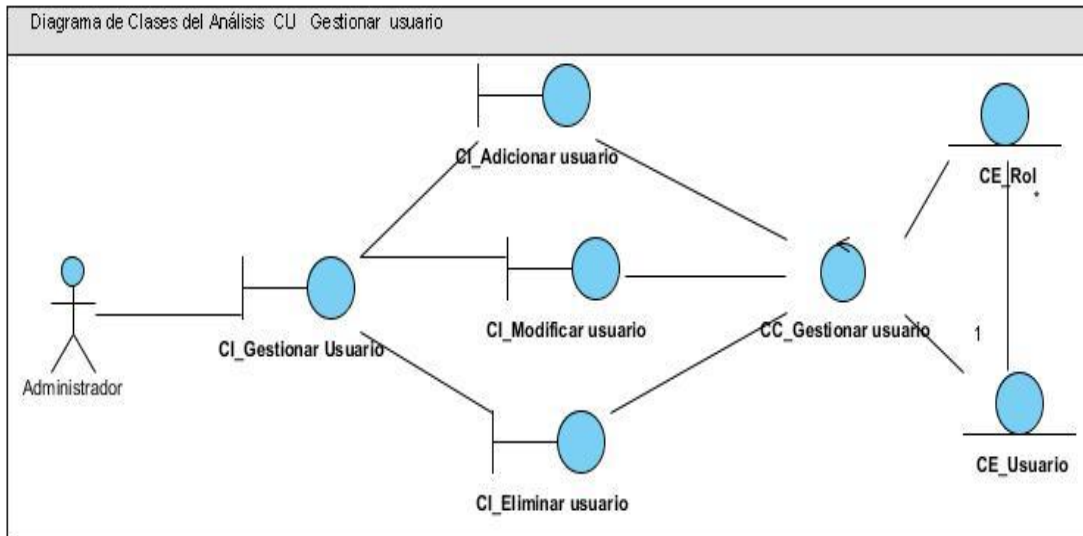 Diagrama de Clases del Análisis CU Gestionar usuario
CI_Adicionar usuario
CE_Rol
*
CI_Gestionar Usuario
CI_Modificar usuario
CC_Gestionar usuario
1
Administrador
CE_Usuario
CI_Eliminar usuario